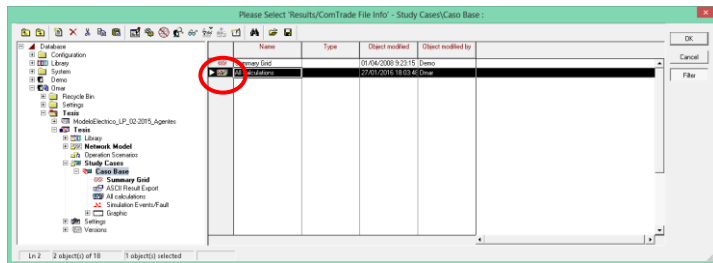 Please Select 'Results/ComTrade File Info' - Study Cases\Caso Base :
OK
Cancel
Filter
Name Type Object modified Object modified by
Summary Grid 01/04/2008 9:23:15 Demo
All calculations 27/01/2016 18:03:48 Omar
Database
Configuration
Library
System
Demo
Omar
Recycle Bin
Settings
Tesis
ModeloElectrico_LP_02-2015_Agentes
Tesis
Library
Network Model
Operation Scenarios
Study Cases
Caso Base
Summary Grid
ASCII Result Export
All calculations
Simulation Events/Fault
Graphic
Settings
Versions
Ln 2 2 object(s) of 18 1 object(s) selected